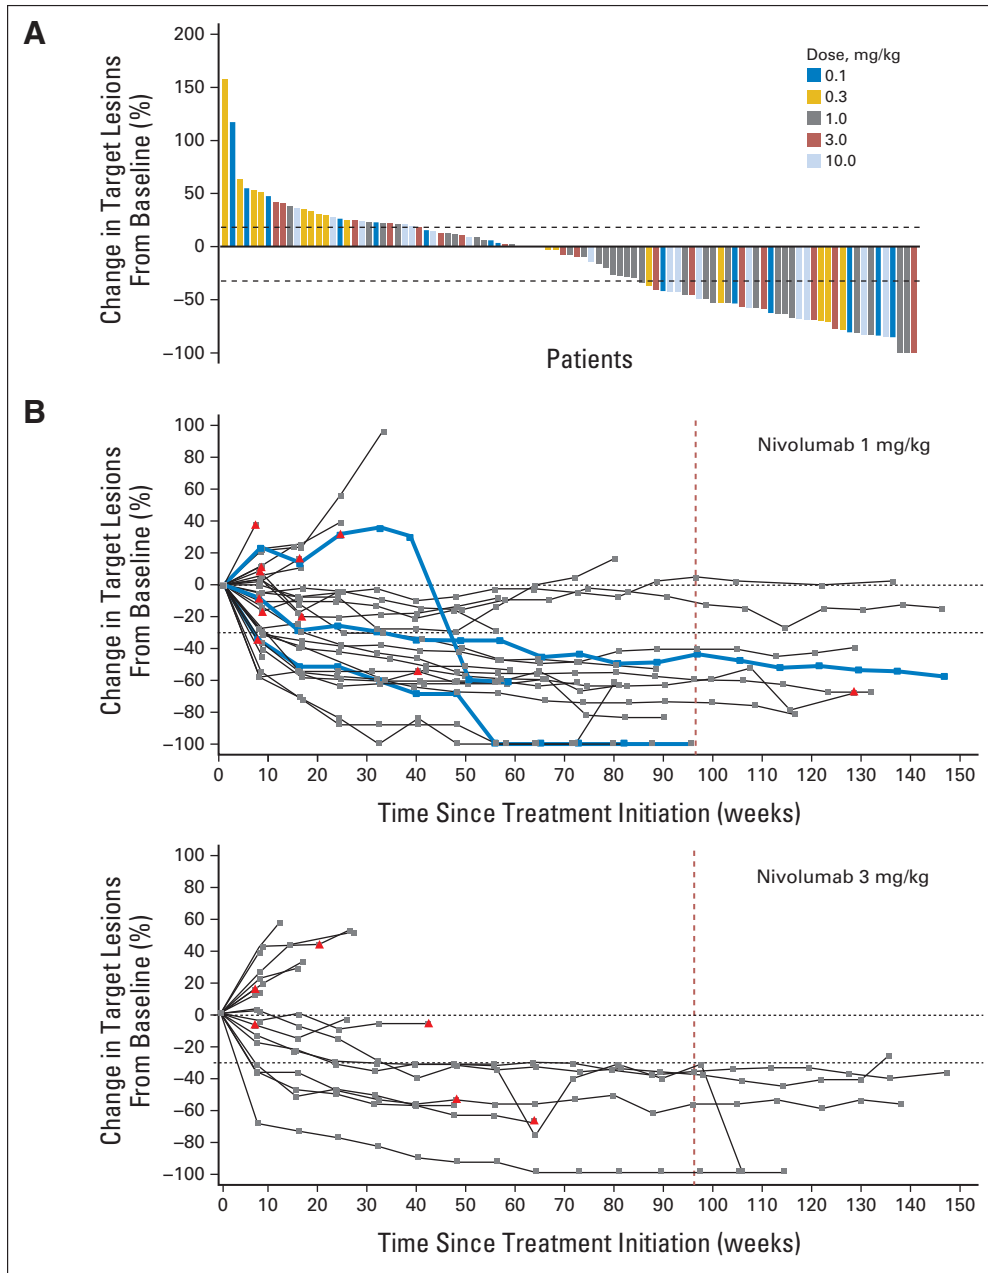 A
Change in Target Lesions
From Baseline (%)
200
150
100
50
0
–50
–100
Dose, mg/kg
0.1
0.3
1.0
3.0
10.0
Patients
B
Change in Target Lesions
From Baseline (%)
100
80
60
40
20
0
–20
–40
–60
–80
–100
Nivolumab 1 mg/kg
0 10 20 30 40 50 60 70 80 90 100 110 120 130 140 150
Time Since Treatment Initiation (weeks)
Change in Target Lesions
From Baseline (%)
100
80
60
40
20
0
–20
–40
–60
–80
–100
Nivolumab 3 mg/kg
0 10 20 30 40 50 60 70 80 90 100 110 120 130 140 150
Time Since Treatment Initiation (weeks)